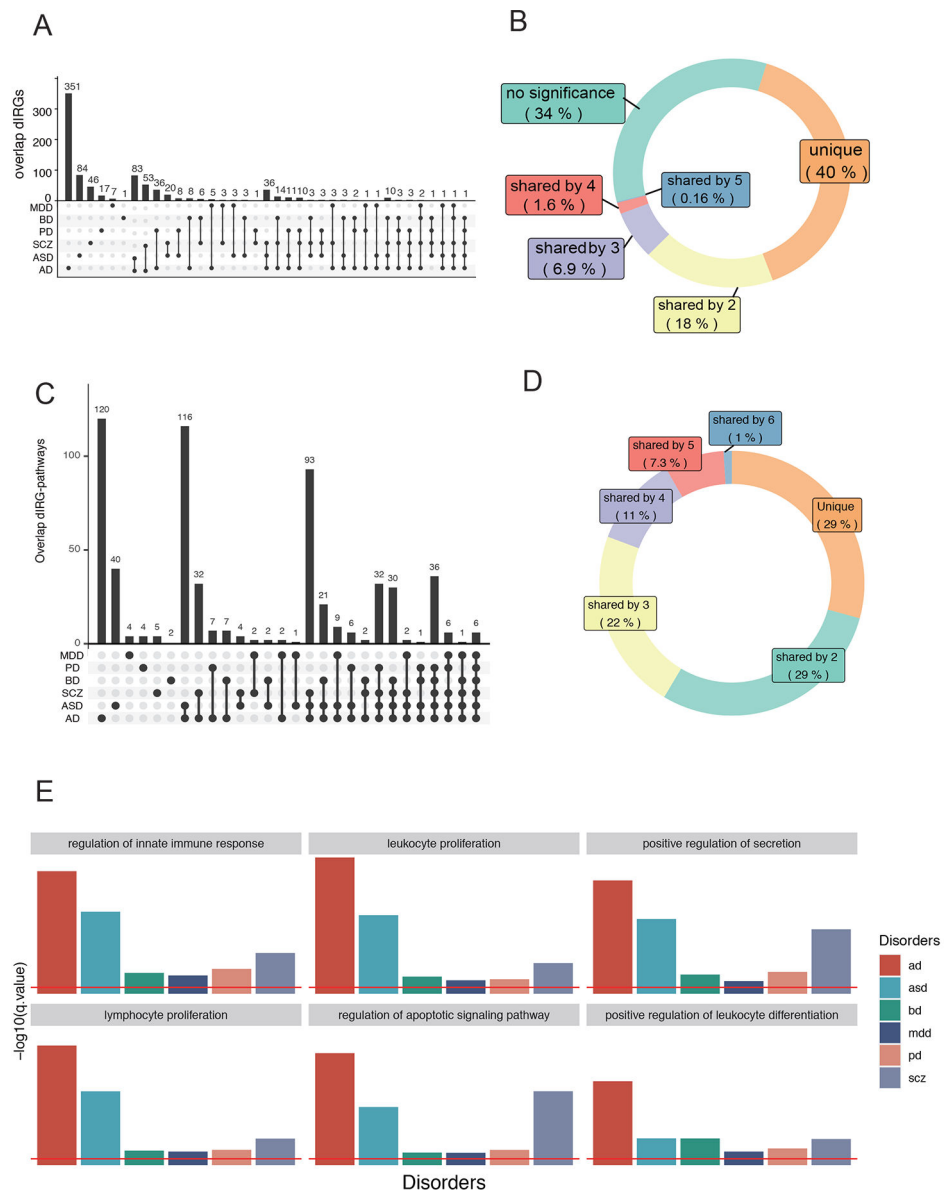 A
overlap dIRGs
300
200
100
0
351
84
46
17
7
1
83
53
36
20
8
8
6
5
3
3
3
1
36
14
11
11
10
3
3
3
3
2
1
1
10
3
3
2
1
1
1
1
MDD
BD
PD
SCZ
ASD
AD
B
no significance
( 34 % )
unique
( 40 % )
shared by 4
( 1.6 % )
shared by 5
( 0.16 % )
shared by 3
( 6.9 % )
shared by 2
( 18 % )
C
Overlap dIRG-pathways
100
50
0
120
40
4
4
5
2
116
32
7
7
4
2
2
2
1
93
21
9
6
2
32
30
2
1
36
6
1
6
MDD
PD
BD
SCZ
ASD
AD
D
shared by 6
( 1 % )
shared by 5
( 7.3 % )
shared by 4
( 11 % )
Unique
( 29 % )
shared by 3
( 22 % )
shared by 2
( 29 % )
E
regulation of innate immune response
leukocyte proliferation
positive regulation of secretion
lymphocyte proliferation
regulation of apoptotic signaling pathway
positive regulation of leukocyte differentiation
−log10(q.value)
Disorders
Disorders
ad
asd
bd
mdd
pd
scz